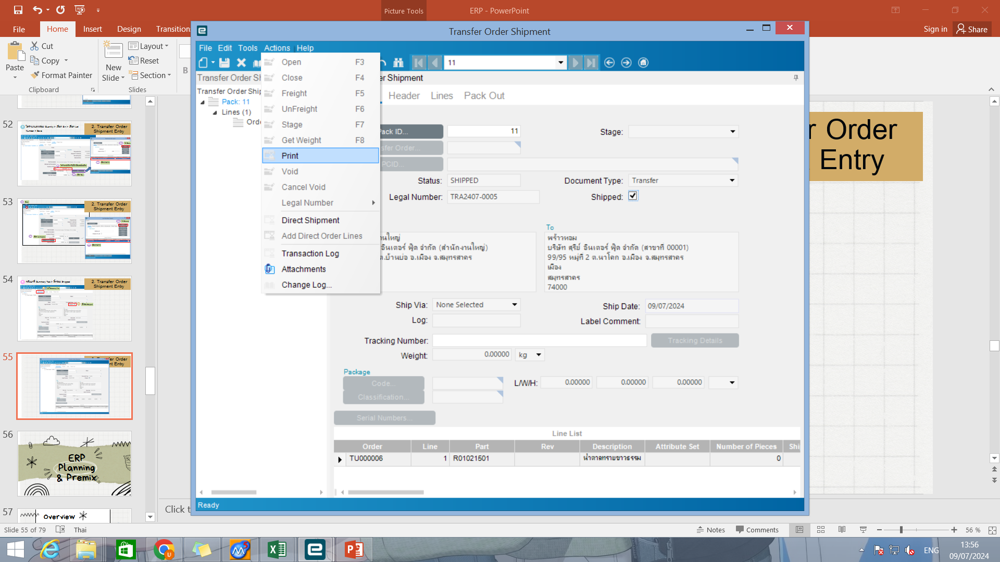 Picture Tools
ERP - PowerPoint
File
Home
Insert
Design
Transition
Sign in
Share
Paste
Cut
Copy
Format Painter
Clipboard
New
Slide
Layout
Reset
Section
Slides
B
Transfer Order Shipment
File Edit Tools Actions Help
11
Transfer Order Sh
er Shipment
Transfer Order Ship
Pack: 11
Lines (1)
Orde
Open F3
Close F4
Freight F5
UnFreight F6
Stage F7
Get Weight F8
Print
Void
Cancel Void
Legal Number
Direct Shipment
Add Direct Order Lines
Transaction Log
Attachments
Change Log...
Header Lines Pack Out
Pack ID... 11
Stage:
sfer Order...
PCID...
Status: SHIPPED
Document Type: Transfer
Legal Number: TRA2407-0005
Shipped:
านใหญ่
อินเตอร์ ฟู้ด จำกัด (สำนักงานใหญ่)
ต.บ้านบ่อ อ.เมือง จ.สมุทรสาคร
To
พร้าวหอม
บริษัท สุรีย์ อินเตอร์ ฟู้ด จำกัด (สาขาที่ 00001)
99/95 หมู่ที่ 2 ต.นาโคก อ.เมือง จ.สมุทรสาคร
เมือง
สมุทรสาคร
74000
Ship Via: None Selected
Ship Date: 09/07/2024
Log:
Label Comment:
Tracking Number:
Tracking Details
Weight: 0.00000 kg
Package
Code...
L/W/H: 0.00000 0.00000 0.00000
Classification...
Serial Numbers...
Line List
Order Line Part Rev Description Attribute Set Number of Pieces Shi
TU000006 1 R01021501 น้ำตาลทรายขาวธรรม 0
Ready
r Order
Entry
52
2. Transfer Order
Shipment Entry
53
2. Transfer Order
Shipment Entry
54
2. Transfer Order
Shipment Entry
55
fer Order
nt Entry
56
ERP
Planning
& Premix
57
Overview
Click t
Slide 55 of 79
Thai
Notes
Comments
56 %
ENG
13:56
09/07/2024